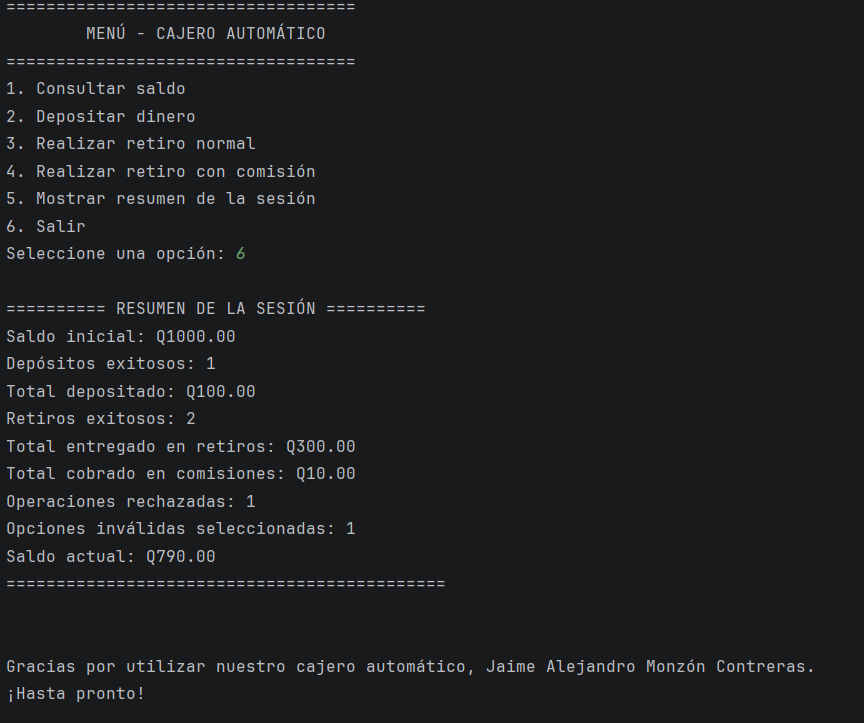 ===================================
        MENÚ - CAJERO AUTOMÁTICO
===================================
1. Consultar saldo
2. Depositar dinero
3. Realizar retiro normal
4. Realizar retiro con comisión
5. Mostrar resumen de la sesión
6. Salir
Seleccione una opción: 6

========== RESUMEN DE LA SESIÓN ==========
Saldo inicial: Q1000.00
Depósitos exitosos: 1
Total depositado: Q100.00
Retiros exitosos: 2
Total entregado en retiros: Q300.00
Total cobrado en comisiones: Q10.00
Operaciones rechazadas: 1
Opciones inválidas seleccionadas: 1
Saldo actual: Q790.00
============================================

Gracias por utilizar nuestro cajero automático, Jaime Alejandro Monzón Contreras.
¡Hasta pronto!